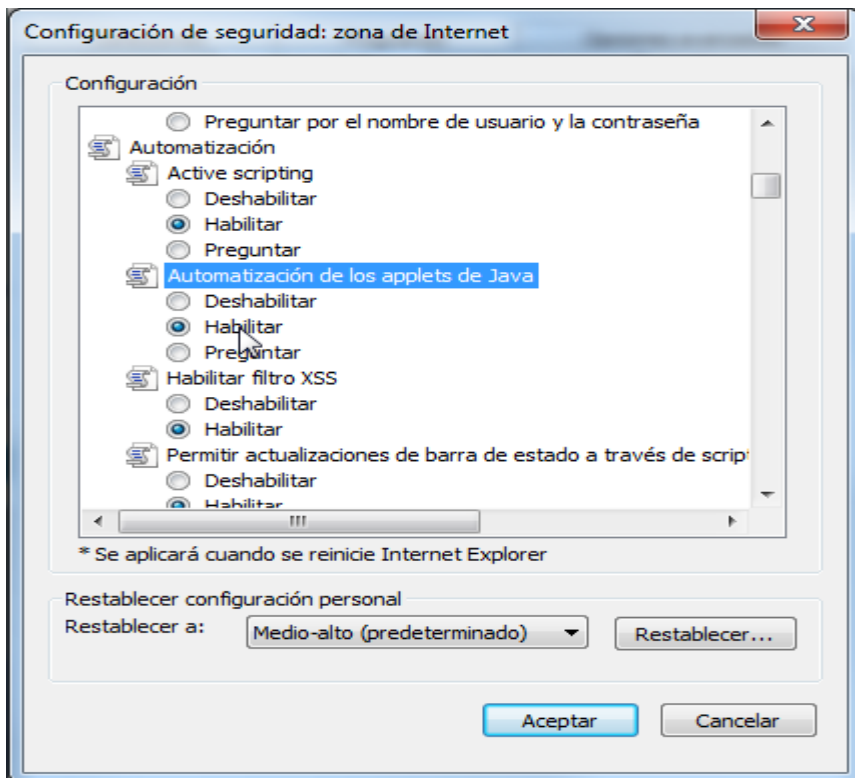 Configuración de seguridad: zona de Internet
Configuración
Preguntar por el nombre de usuario y la contraseña
Automatización
Active scripting
Deshabilitar
Habilitar
Preguntar
Automatización de los applets de Java
Deshabilitar
Habilitar
Preguntar
Habilitar filtro XSS
Deshabilitar
Habilitar
Permitir actualizaciones de barra de estado a través de script
Deshabilitar
Habilitar
* Se aplicará cuando se reinicie Internet Explorer
Restablecer configuración personal
Restablecer a:
Medio-alto (predeterminado)
Restablecer...
Aceptar
Cancelar